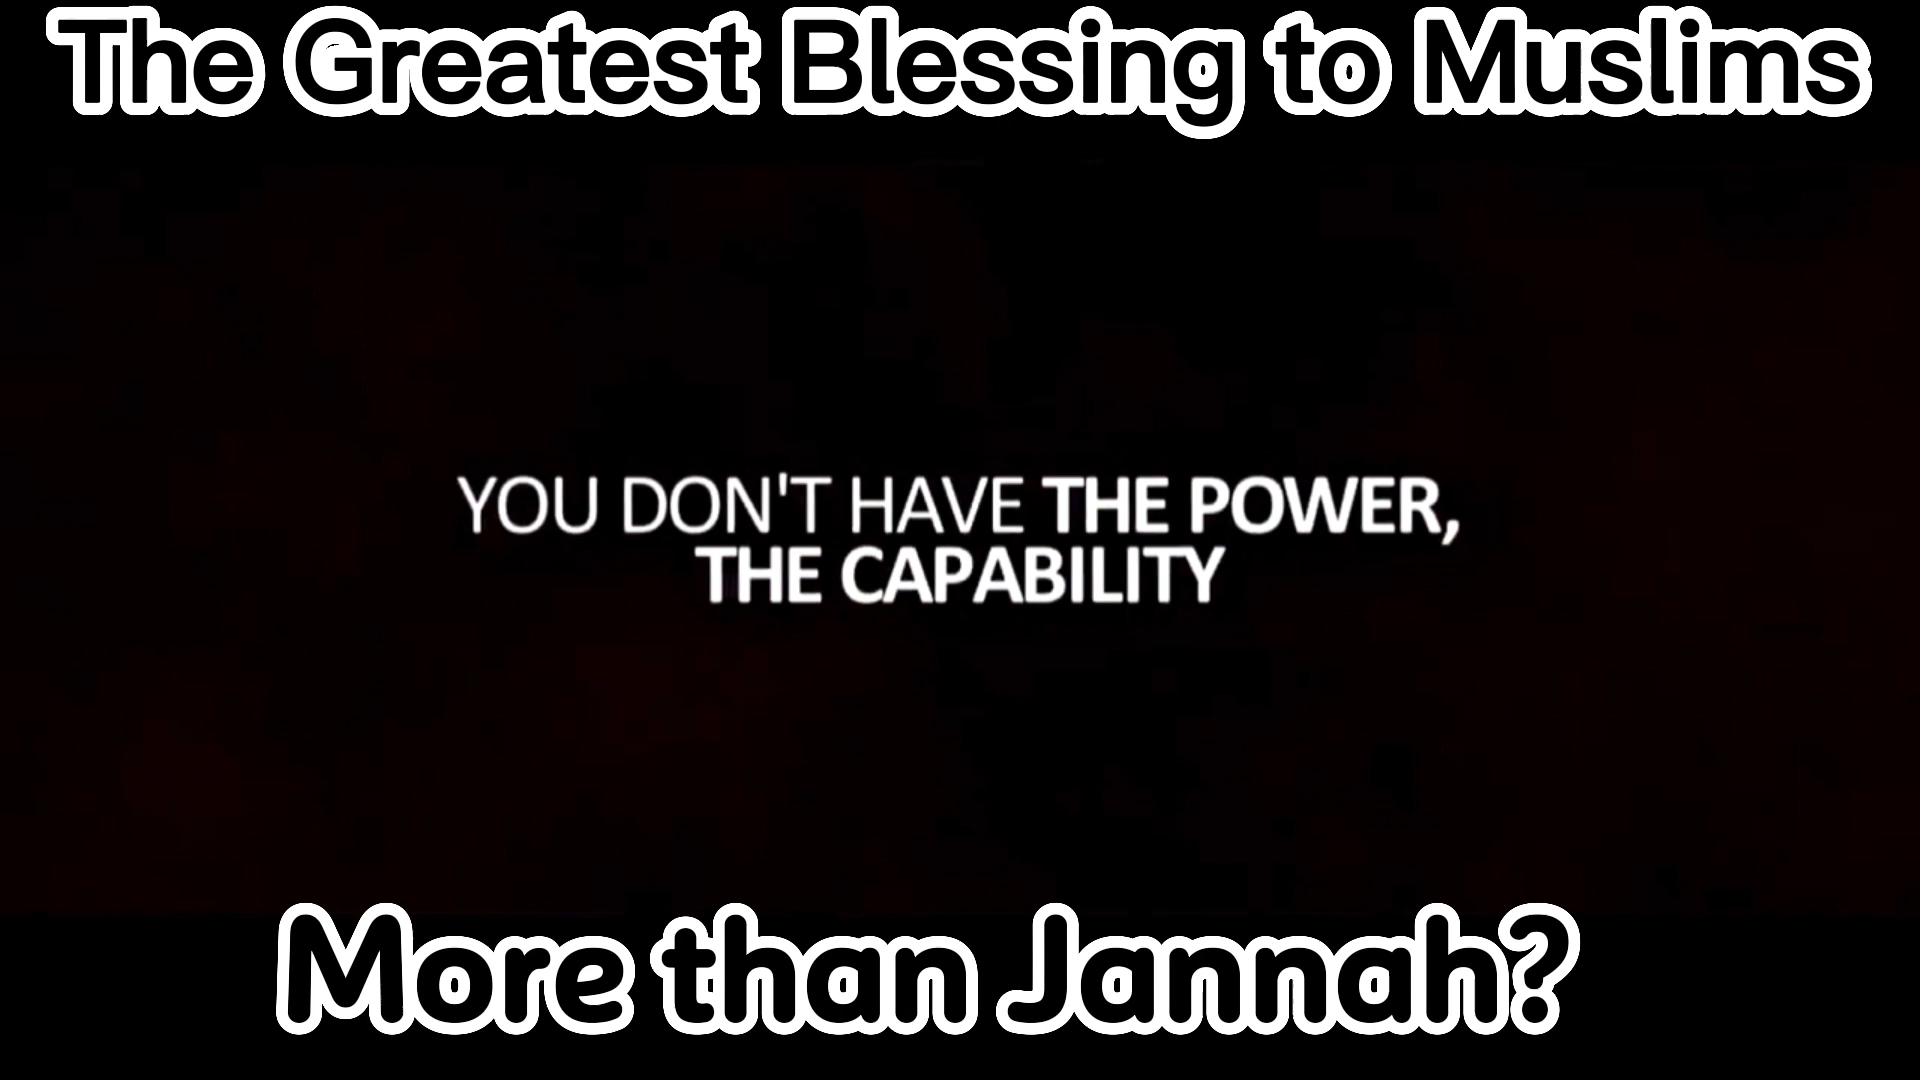 The Greatest Blessing to Muslims
YOU DON'T HAVE THE POWER,
THE CAPABILITY
More than Jannah?